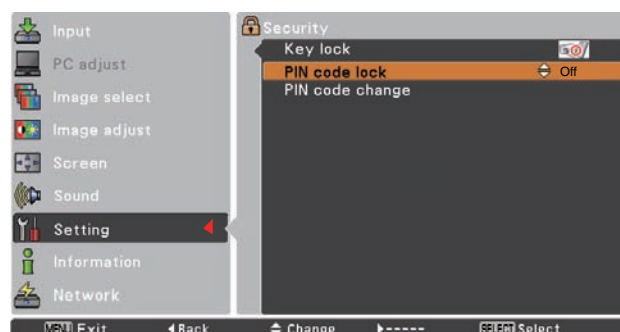 Input
PC adjust
Image select
Image adjust
Screen
Sound
Setting
Information
Network
Security
Key lock
PIN code lock Off
PIN code change
MENU Exit Back Change ----- SELECT Select